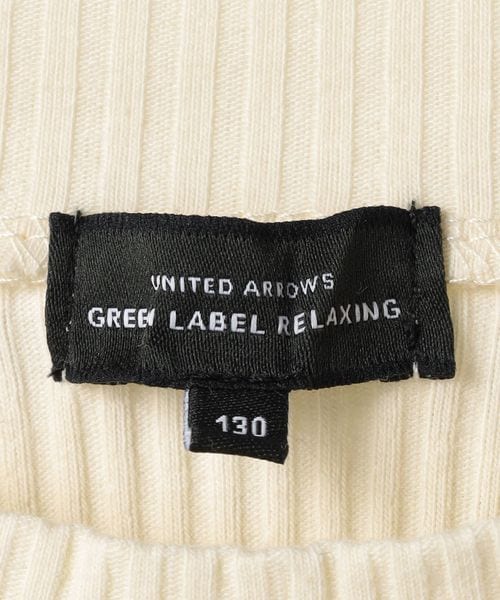 UNITED ARROWS
GREEN LABEL RELAXING
130